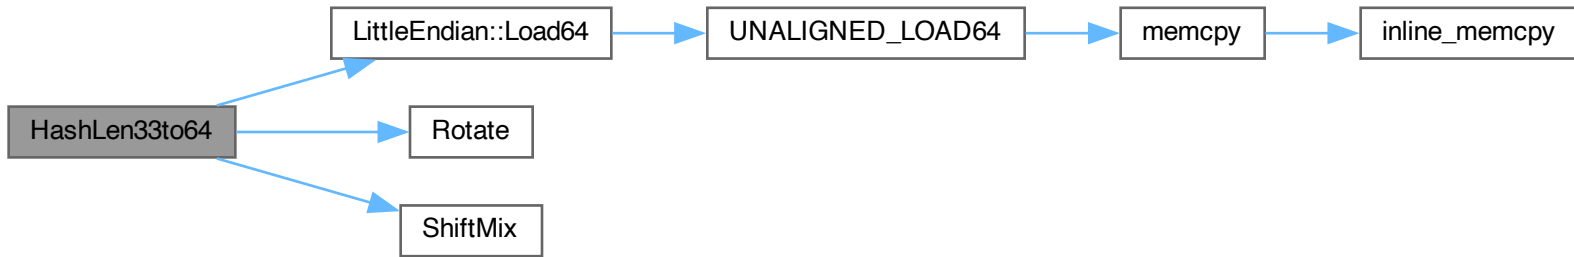 LittleEndian::Load64
UNALIGNED_LOAD64
memcpy
inline_memcpy
HashLen33to64
Rotate
ShiftMix